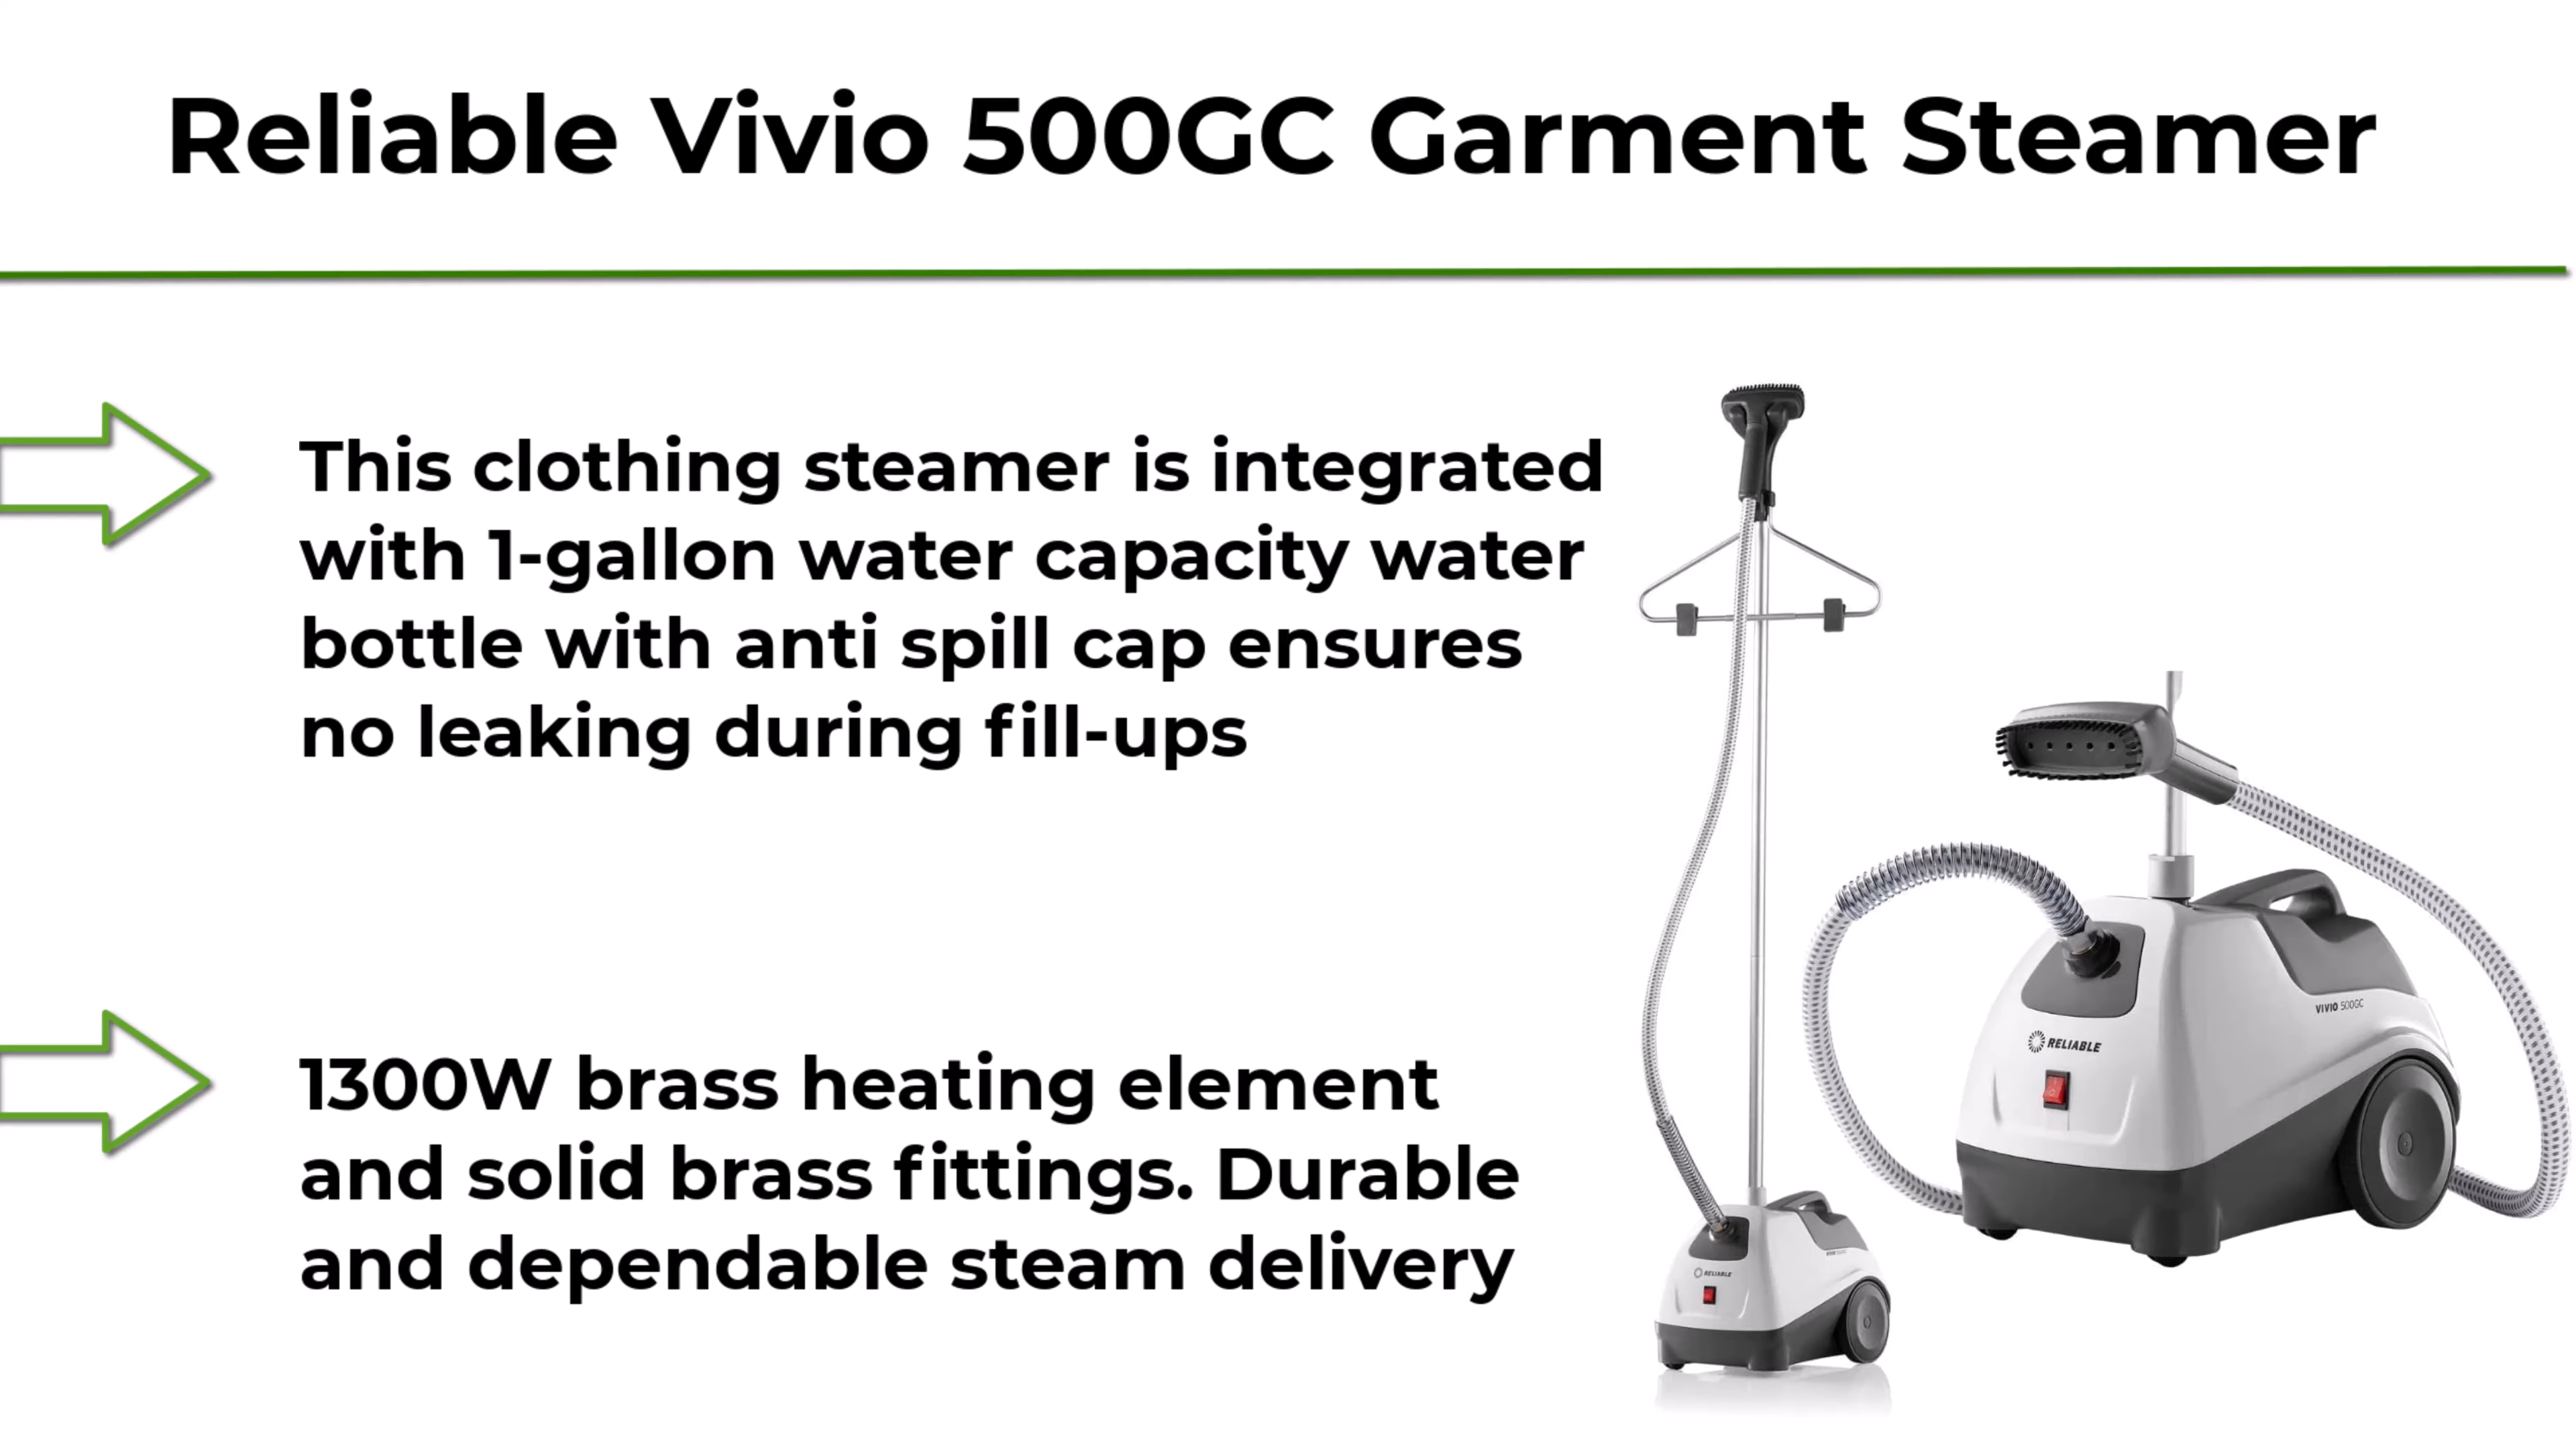 Reliable Vivio 500GC Garment Steamer
This clothing steamer is integrated
with 1-gallon water capacity water
bottle with anti spill cap ensures
no leaking during fill-ups
1300W brass heating element
and solid brass fittings. Durable
and dependable steam delivery
VIVIO 500GC
RELIABLE
RELIABLE